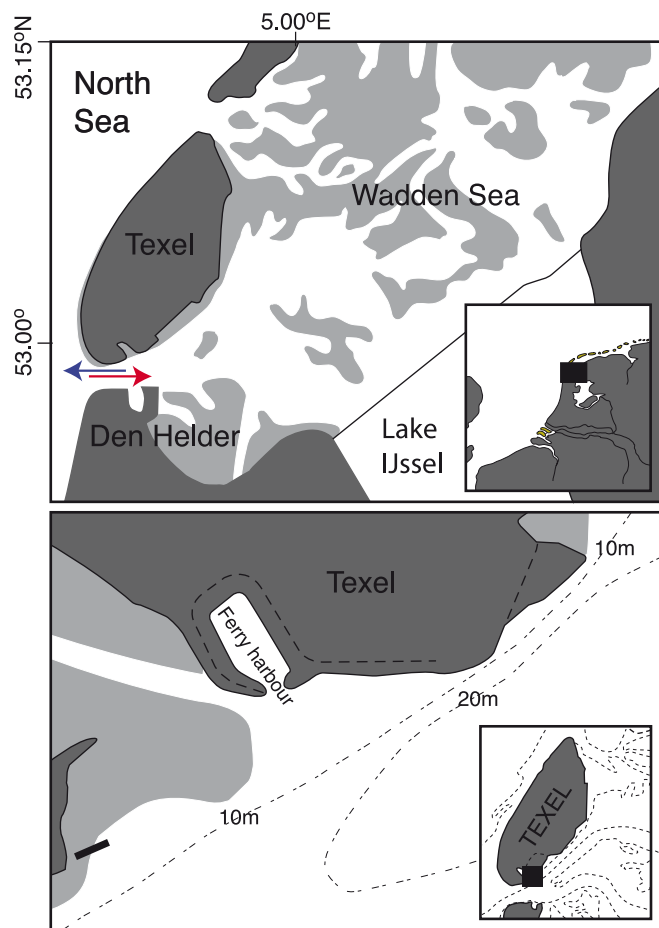 5.00°E
53.15°N
North
Sea
Wadden Sea
Texel
53.00°
Den Helder
Lake
IJssel
10m
Texel
Ferry harbour
20m
10m
TEXEL